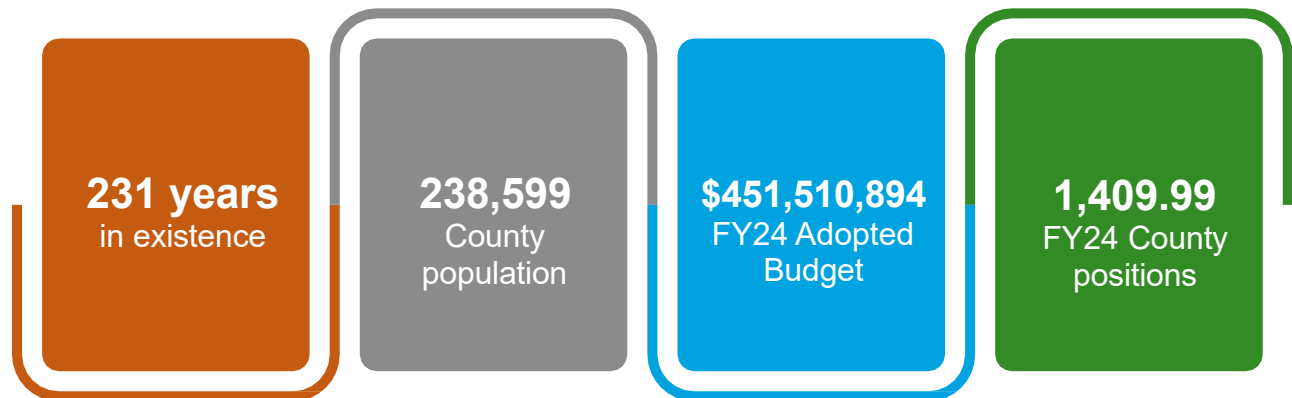 231 years
in existence
238,599
County
population
$451,510,894
FY24 Adopted
Budget
1,409.99
FY24 County
positions